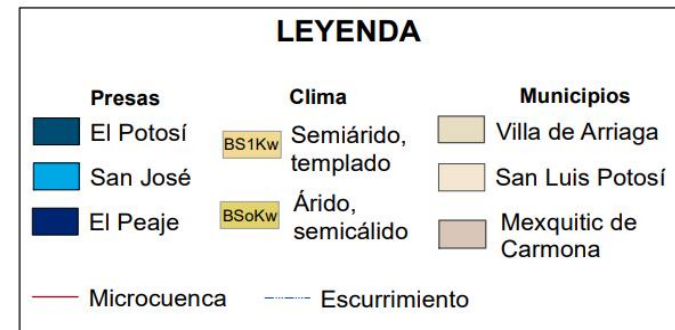 LEYENDA
Presas
El Potosí
San José
El Peaje
Clima
BS1Kw
Semiárido,
templado
BSoKw
Árido,
semicálido
Municipios
Villa de Arriaga
San Luis Potosí
Mexquitic de
Carmona
Microcuenca
Escurrimiento